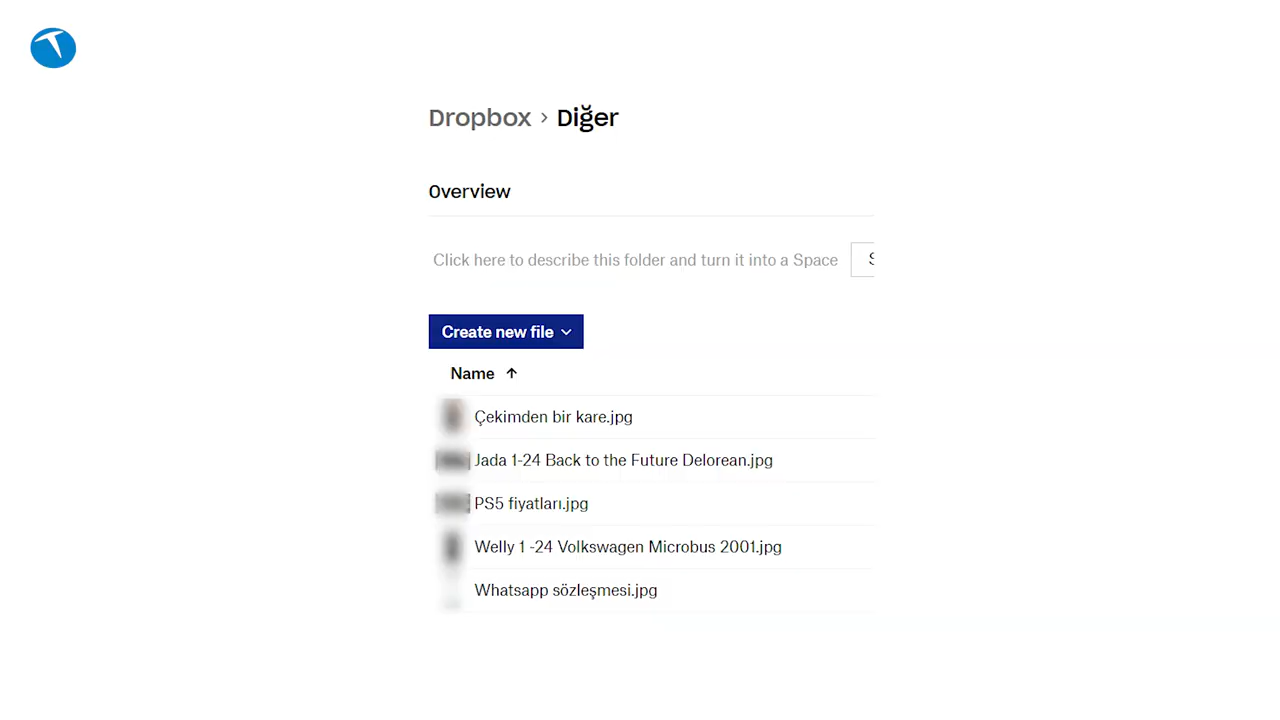 Dropbox > Diğer
Overview
Click here to describe this folder and turn it into a Space
Create new file
Name ↑
Çekimden bir kare.jpg
Jada 1-24 Back to the Future Delorean.jpg
PS5 fiyatları.jpg
Welly 1 -24 Volkswagen Microbus 2001.jpg
Whatsapp sözleşmesi.jpg